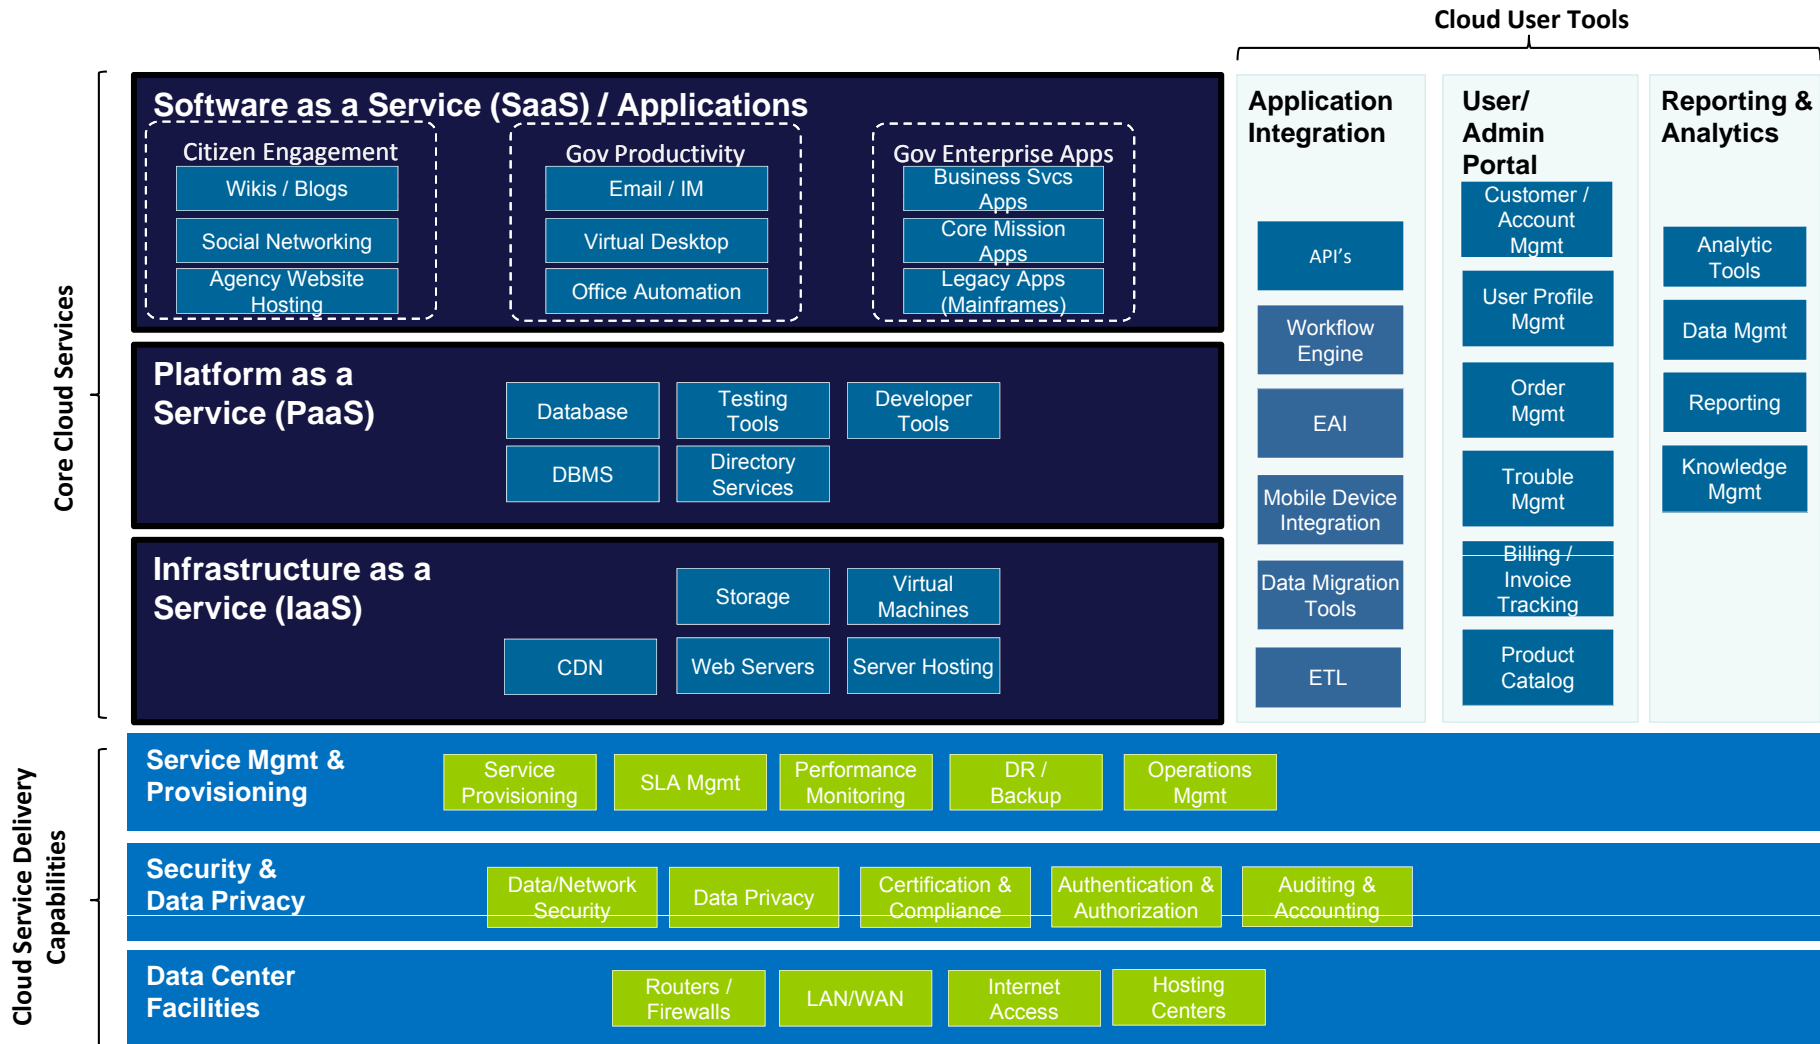 Cloud User Tools
Core Cloud Services
Software as a Service (SaaS) / Applications
Citizen Engagement
Wikis / Blogs
Social Networking
Agency Website
Hosting
Gov Productivity
Email / IM
Virtual Desktop
Office Automation
Gov Enterprise Apps
Business Svcs
Apps
Core Mission
Apps
Legacy Apps
(Mainframes)
Platform as a
Service (PaaS)
Database
Testing
Tools
Developer
Tools
DBMS
Directory
Services
Infrastructure as a
Service (IaaS)
Storage
Virtual
Machines
CDN
Web Servers
Server Hosting
Application
Integration
API's
Workflow
Engine
EAI
Mobile Device
Integration
Data Migration
Tools
ETL
User/
Admin
Portal
Customer /
Account
Mgmt
User Profile
Mgmt
Order
Mgmt
Trouble
Mgmt
Billing /
Invoice
Tracking
Product
Catalog
Reporting &
Analytics
Analytic
Tools
Data Mgmt
Reporting
Knowledge
Mgmt
Cloud Service Delivery
Capabilities
Service Mgmt &
Provisioning
Service
Provisioning
SLA Mgmt
Performance
Monitoring
DR /
Backup
Operations
Mgmt
Security &
Data Privacy
Data/Network
Security
Data Privacy
Certification &
Compliance
Authentication &
Authorization
Auditing &
Accounting
Data Center
Facilities
Routers /
Firewalls
LAN/WAN
Internet
Access
Hosting
Centers